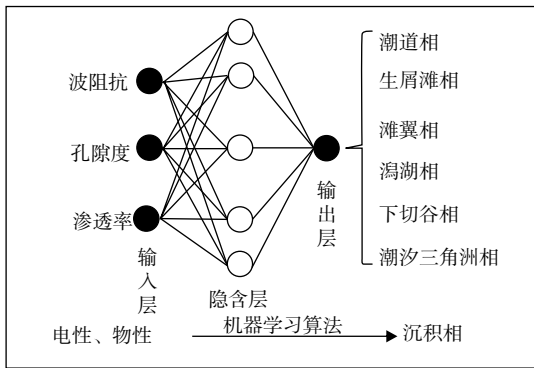 波阻抗
孔隙度
渗透率
输入层
隐含层
输出层
潮道相
生屑滩相
滩翼相
潟湖相
下切谷相
潮汐三角洲相
电性、物性
机器学习算法
沉积相